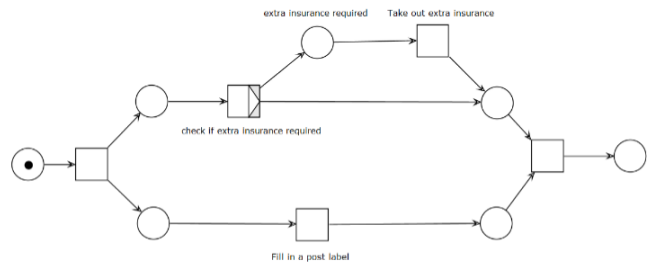 extra insurance required
Take out extra insurance
check if extra insurance required
Fill in a post label